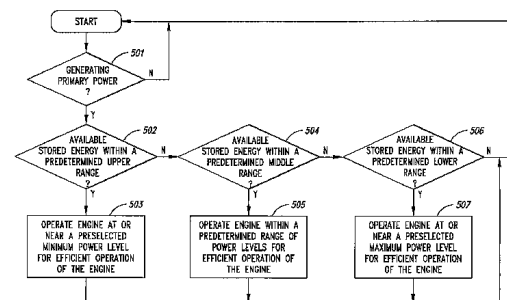 START
501
GENERATING
PRIMARY POWER
?
N
Y
502
AVAILABLE
STORED ENERGY WITHIN A
PREDETERMINED UPPER
RANGE
?
N
Y
504
AVAILABLE
STORED ENERGY WITHIN A
PREDETERMINED MIDDLE
RANGE
?
N
Y
506
AVAILABLE
STORED ENERGY WITHIN A
PREDETERMINED LOWER
RANGE
?
N
Y
503
OPERATE ENGINE AT OR
NEAR A PRESELECTED
MINIMUM POWER LEVEL
FOR EFFICIENT OPERATION
OF THE ENGINE
505
OPERATE ENGINE WITHIN A
PREDETERMINED RANGE OF
POWER LEVELS FOR
EFFICIENT OPERATION OF
THE ENGINE
507
OPERATE ENGINE AT OR
NEAR A PRESELECTED
MAXIMUM POWER LEVEL
FOR EFFICIENT OPERATION
OF THE ENGINE